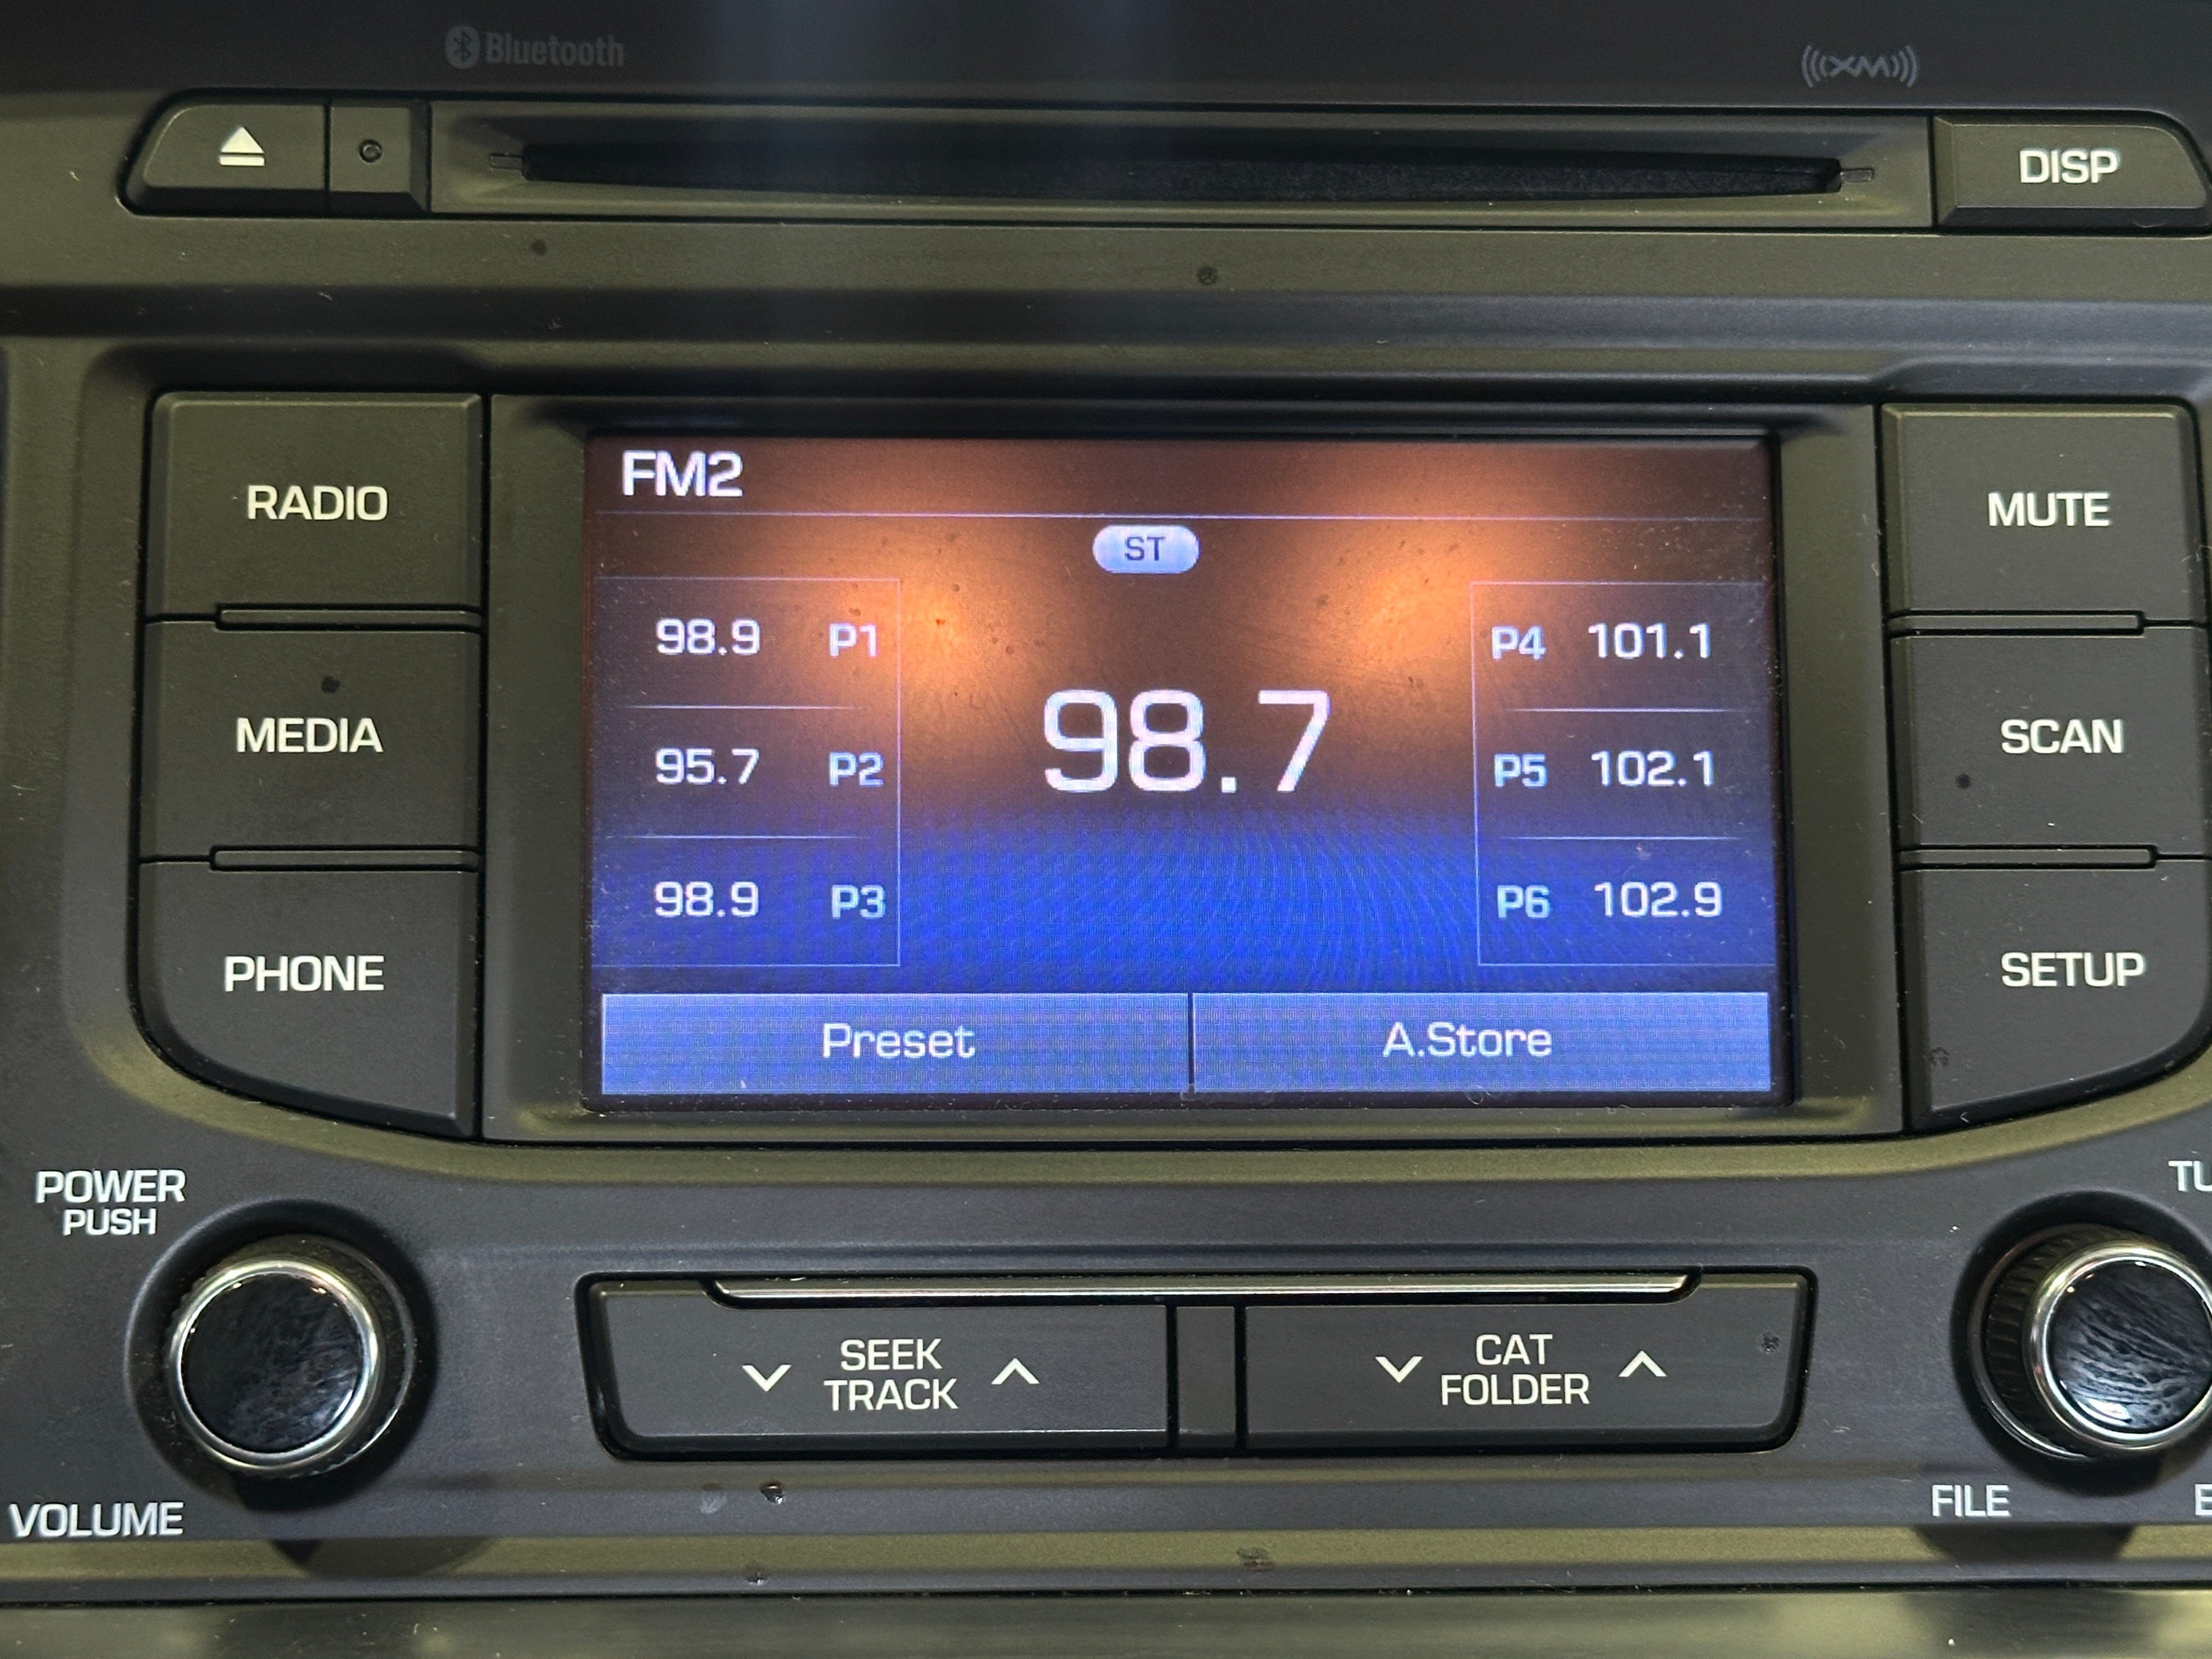 Bluetooth
XM
DISP
RADIO
MEDIA
PHONE
FM2
ST
98.9 P1
95.7 P2
98.9 P3
98.7
P4 101.1
P5 102.1
P6 102.9
Preset
A.Store
MUTE
SCAN
SETUP
POWER
PUSH
VOLUME
SEEK
TRACK
CAT
FOLDER
FILE